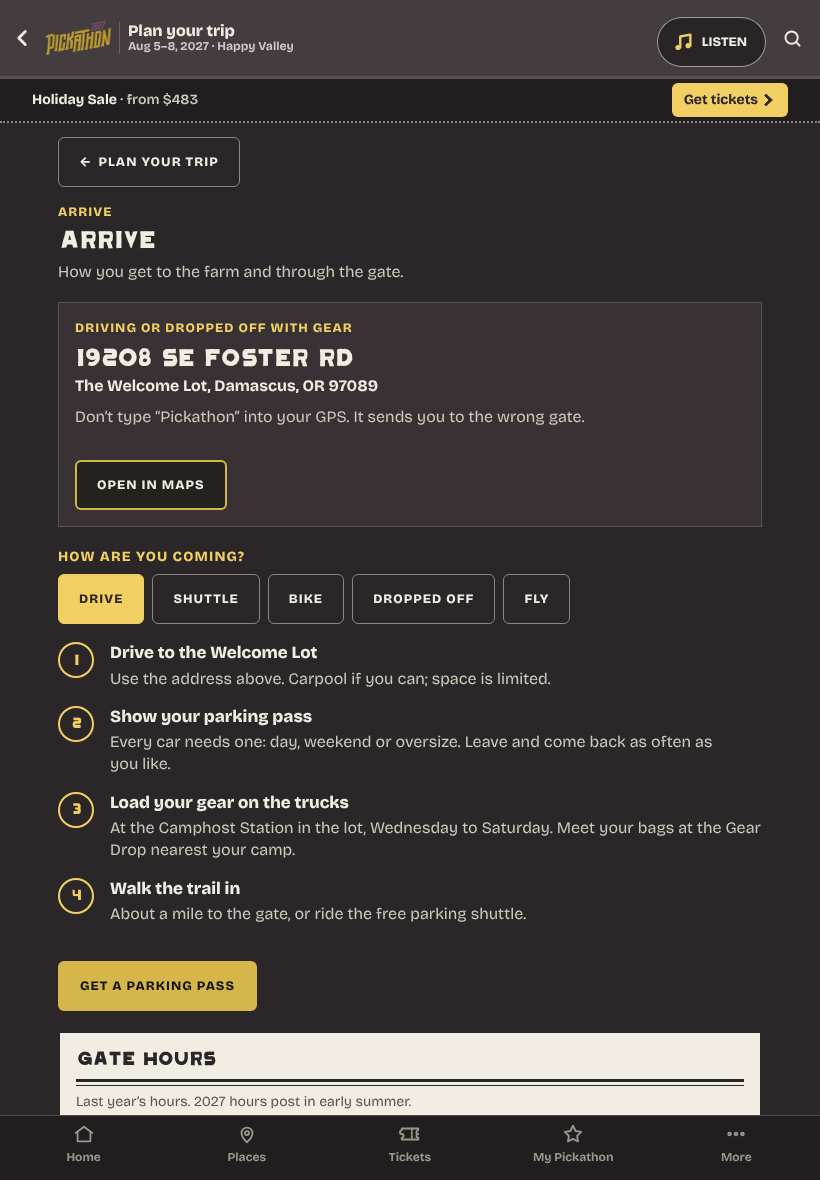 PICKATHON
Plan your trip
Aug 5–8, 2027 · Happy Valley
LISTEN
Holiday Sale · from $483
Get tickets
← PLAN YOUR TRIP
ARRIVE
ARRIVE
How you get to the farm and through the gate.
DRIVING OR DROPPED OFF WITH GEAR
19208 SE FOSTER RD
The Welcome Lot, Damascus, OR 97089
Don’t type “Pickathon” into your GPS. It sends you to the wrong gate.
OPEN IN MAPS
HOW ARE YOU COMING?
DRIVE SHUTTLE BIKE DROPPED OFF FLY
1 Drive to the Welcome Lot
Use the address above. Carpool if you can; space is limited.
2 Show your parking pass
Every car needs one: day, weekend or oversize. Leave and come back as often as
you like.
3 Load your gear on the trucks
At the Camphost Station in the lot, Wednesday to Saturday. Meet your bags at the Gear
Drop nearest your camp.
4 Walk the trail in
About a mile to the gate, or ride the free parking shuttle.
GET A PARKING PASS
GATE HOURS
Last year’s hours. 2027 hours post in early summer.
Home Places Tickets My Pickathon More